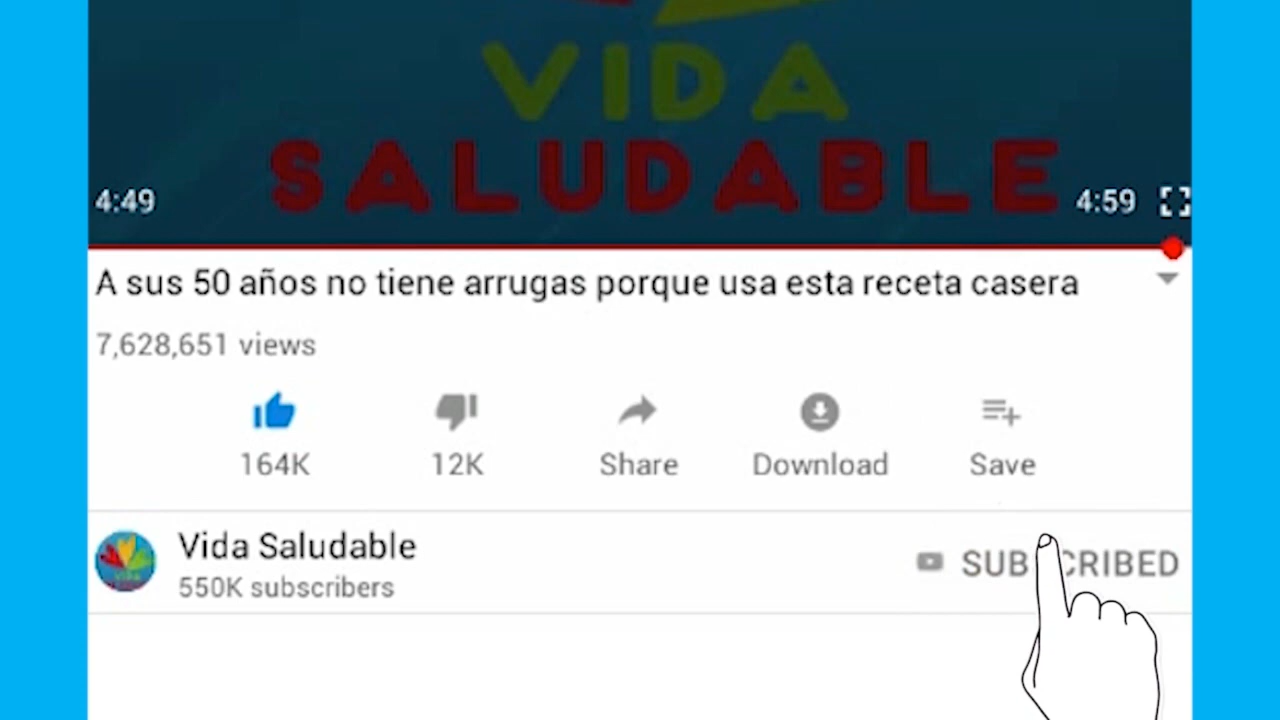 VIDA
SALUDABLE
4:49
4:59
A sus 50 años no tiene arrugas porque usa esta receta casera
7,628,651 views
164K
12K
Share
Download
Save
Vida Saludable
550K subscribers
SUBSCRIBED